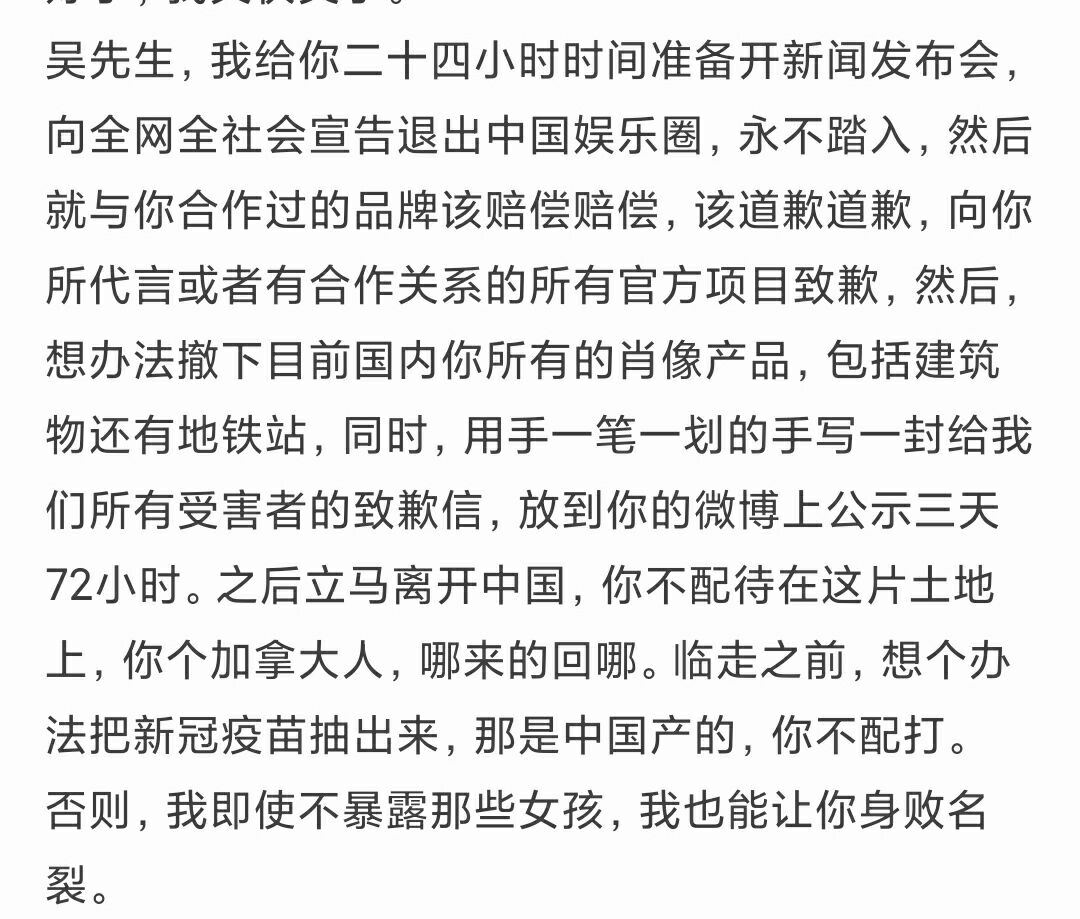 吴先生，我给你二十四小时时间准备开新闻发布会，
向全网全社会宣告退出中国娱乐圈，永不踏入，然后
就与你合作过的品牌该赔偿赔偿，该道歉道歉，向你
所代言或者有合作关系的所有官方项目致歉，然后，
想办法撤下目前国内你所有的肖像产品，包括建筑
物还有地铁站，同时，用手一笔一划的手写一封给我
们所有受害者的致歉信，放到你的微博上公示三天
72小时。之后立马离开中国，你不配待在这片土地
上，你个加拿大人，哪来的回哪。临走之前，想个办
法把新冠疫苗抽出来，那是中国产的，你不配打。
否则，我即使不暴露那些女孩，我也能让你身败名
裂。